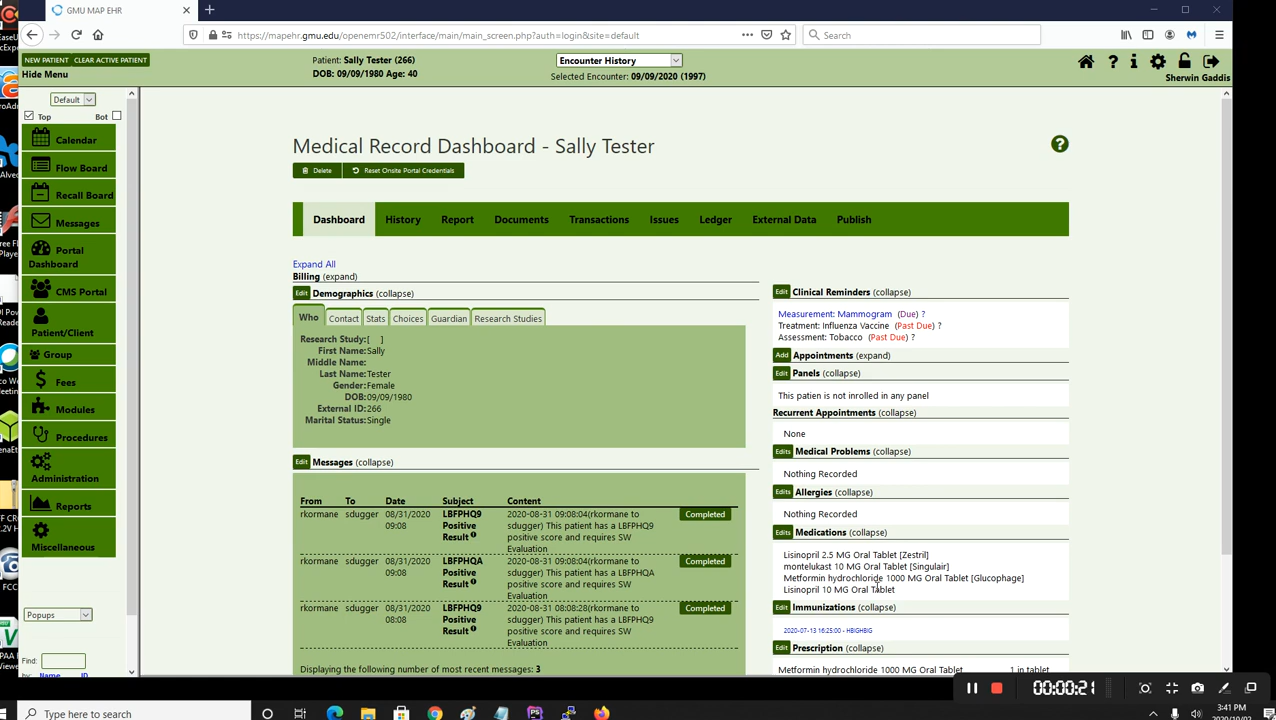 GMU MAP EHR
https://mapehr.gmu.edu/openemr502/interface/main/main_screen.php?auth=login&site=default
Search
NEW PATIENT
CLEAR ACTIVE PATIENT
Hide Menu
Patient: Sally Tester (266)
DOB: 09/09/1980 Age: 40
Encounter History
Selected Encounter: 09/09/2020 (1997)
Sherwin Gaddis
Default
Top
Bot
Calendar
Flow Board
Recall Board
Messages
Portal
Dashboard
CMS Portal
Patient/Client
Group
Fees
Modules
Procedures
Administration
Reports
Miscellaneous
Popups
Find:
by: Name ID
Medical Record Dashboard - Sally Tester
Delete
Reset Onsite Portal Credentials
Dashboard
History
Report
Documents
Transactions
Issues
Ledger
External Data
Publish
Expand All
Billing (expand)
Edit Demographics (collapse)
Who
Contact
Stats
Choices
Guardian
Research Studies
Research Study:[ ]
First Name:Sally
Middle Name:
Last Name:Tester
Gender:Female
DOB:09/09/1980
External ID:266
Marital Status:Single
Edit Messages (collapse)
From To Date Subject Content
rkormane sdugger 08/31/2020 LBFPHQ9 2020-08-31 09:08:04(rkormane to Completed
09:08 Positive sdugger) This patient has a LBFPHQ9
Result positive score and requires SW
Evaluation
rkormane sdugger 08/31/2020 LBFPHQA 2020-08-31 09:08:04(rkormane to Completed
09:08 Positive sdugger) This patient has a LBFPHQA
Result positive score and requires SW
Evaluation
rkormane sdugger 08/31/2020 LBFPHQ9 2020-08-31 08:08:28(rkormane to Completed
08:08 Positive sdugger) This patient has a LBFPHQ9
Result positive score and requires SW
Evaluation
Displaying the following number of most recent messages: 3
Edit Clinical Reminders (collapse)
Measurement: Mammogram (Due) ?
Treatment: Influenza Vaccine (Past Due) ?
Assessment: Tobacco (Past Due) ?
Add Appointments (expand)
Edit Panels (collapse)
This patien is not inrolled in any panel
Recurrent Appointments (collapse)
None
Edits Medical Problems (collapse)
Nothing Recorded
Edits Allergies (collapse)
Nothing Recorded
Edits Medications (collapse)
Lisinopril 2.5 MG Oral Tablet [Zestril]
montelukast 10 MG Oral Tablet [Singulair]
Metformin hydrochloride 1000 MG Oral Tablet [Glucophage]
Lisinopril 10 MG Oral Tablet
Edit Immunizations (collapse)
2020-07-13 16:25:00 - HBIGHBIG
Edit Prescription (collapse)
Metformin hydrochloride 1000 MG Oral Tablet 1 in tablet
00:00:21
Type here to search
3:41 PM
2020/10/02